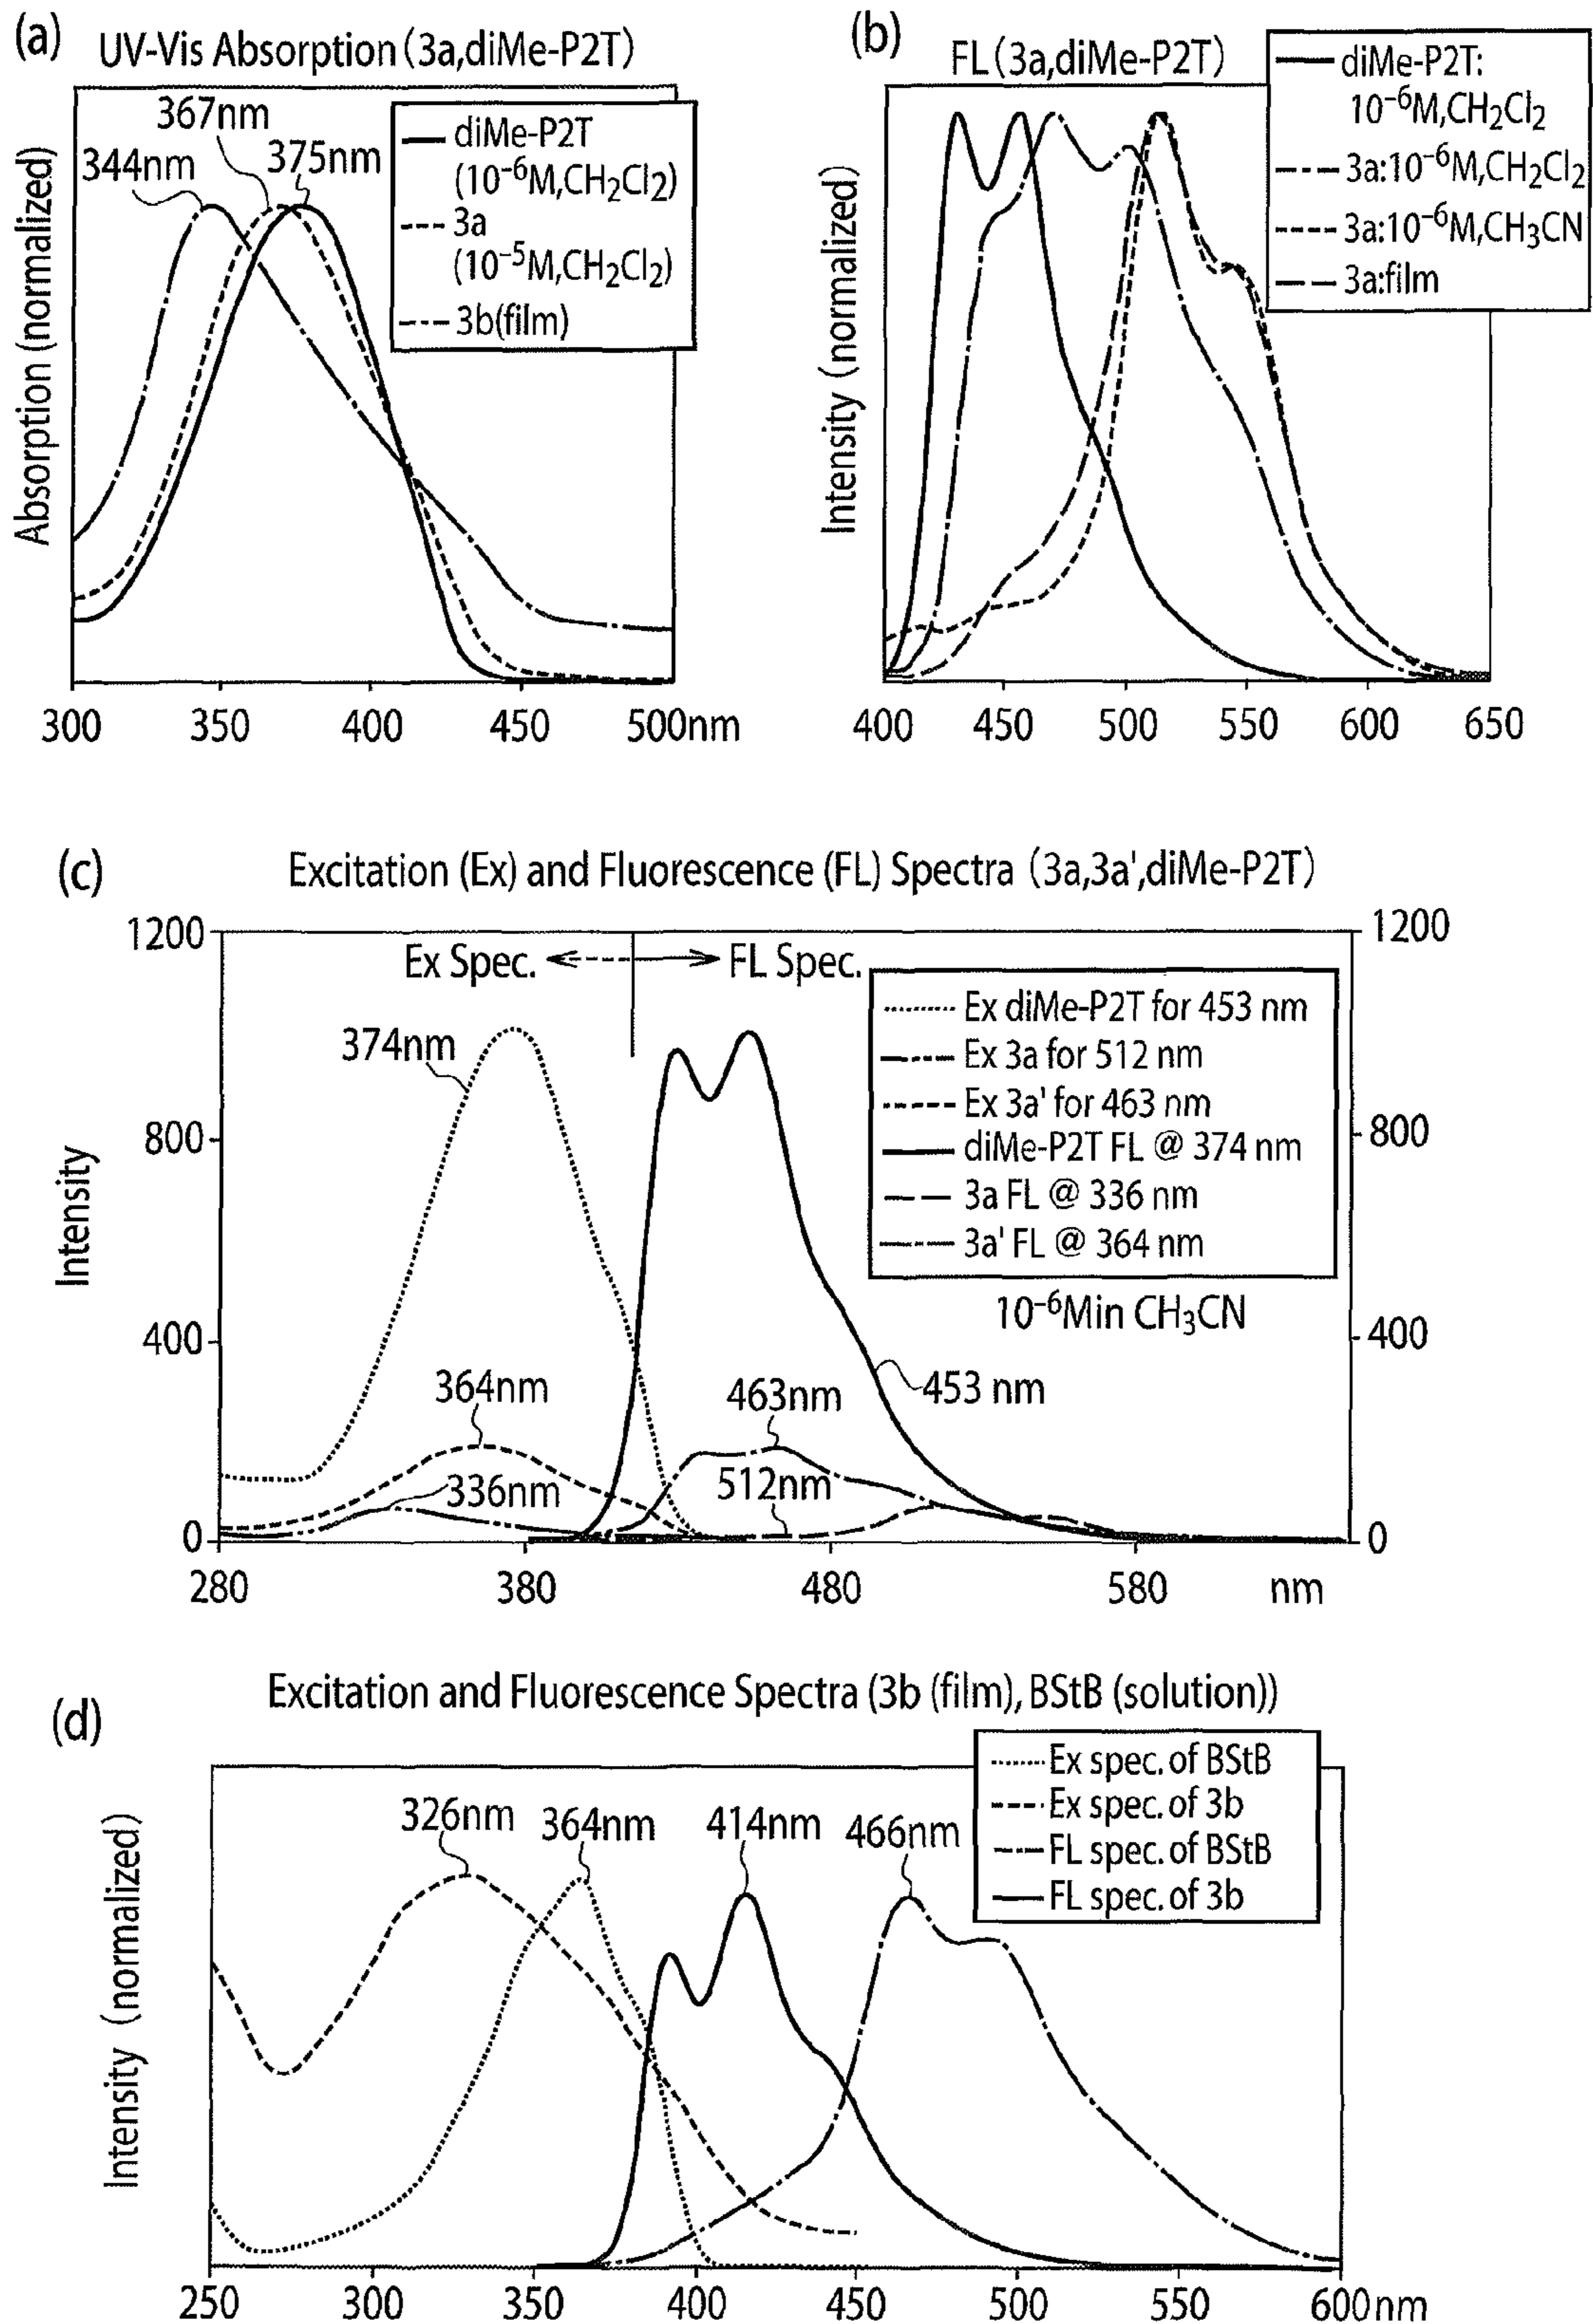 (a) UV-Vis Absorption (3a,diMe-P2T)
367nm
344nm
375nm
diMe-P2T
(10⁻⁶M,CH₂Cl₂)
3a
(10⁻⁵M,CH₂Cl₂)
3b(film)
Absorption (normalized)
300 350 400 450 500nm
(b) FL(3a,diMe-P2T)
diMe-P2T:
10⁻⁶M,CH₂Cl₂
3a:10⁻⁶M,CH₂Cl₂
3a:10⁻⁶M,CH₃CN
3a:film
Intensity (normalized)
400 450 500 550 600 650
(c) Excitation (Ex) and Fluorescence (FL) Spectra (3a,3a',diMe-P2T)
1200 1200
Ex Spec. FL Spec.
Ex diMe-P2T for 453 nm
Ex 3a for 512 nm
Ex 3a' for 463 nm
diMe-P2T FL @ 374 nm
3a FL @ 336 nm
3a' FL @ 364 nm
10⁻⁶Min CH₃CN
374nm
800 800
Intensity
400 400
364nm
463nm
453 nm
336nm
512nm
0 0
280 380 480 580 nm
(d) Excitation and Fluorescence Spectra (3b (film), BStB (solution))
Ex spec. of BStB
Ex spec. of 3b
FL spec. of BStB
FL spec. of 3b
326nm 364nm 414nm 466nm
Intensity (normalized)
250 300 350 400 450 500 550 600nm